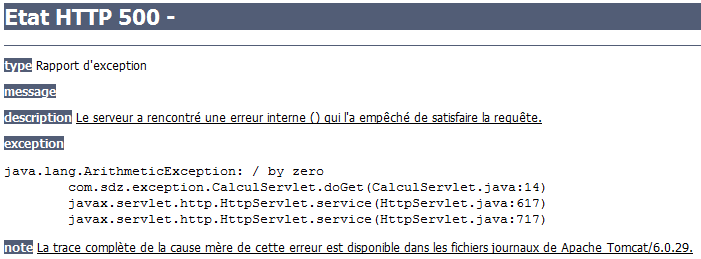 Etat HTTP 500 -
type Rapport d'exception
message
description Le serveur a rencontré une erreur interne () qui l'a empêché de satisfaire la requête.
exception
java.lang.ArithmeticException: / by zero
com.sdz.exception.CalculServlet.doGet(CalculServlet.java:14)
javax.servlet.http.HttpServlet.service(HttpServlet.java:617)
javax.servlet.http.HttpServlet.service(HttpServlet.java:717)
note La trace complète de la cause mère de cette erreur est disponible dans les fichiers journaux de Apache Tomcat/6.0.29.